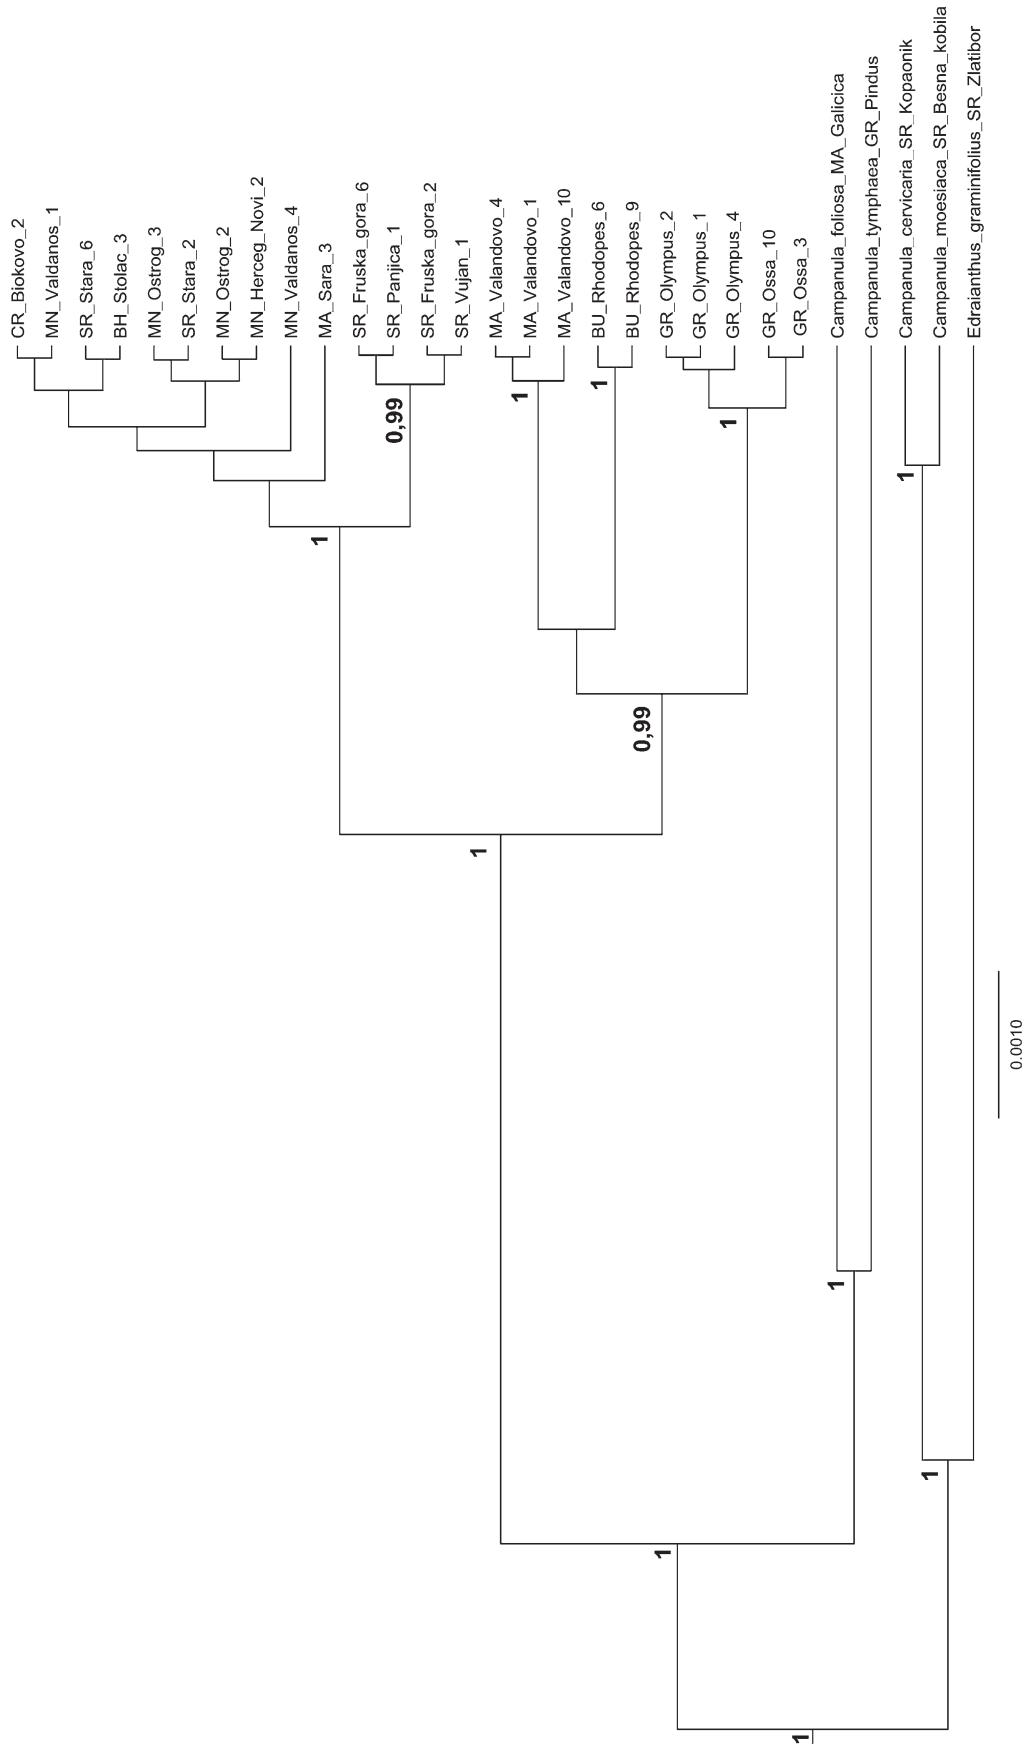 CR_Biokovo_2
MN_Valdanos_1
SR_Stara_6
BH_Stolac_3
MN_Ostrog_3
SR_Stara_2
MN_Ostrog_2
MN_Herceg_Novi_2
MN_Valdanos_4
MA_Sara_3
SR_Fruska_gora_6
SR_Panjica_1
SR_Fruska_gora_2
SR_Vujan_1
MA_Valandovo_4
MA_Valandovo_1
MA_Valandovo_10
BU_Rhodopes_6
BU_Rhodopes_9
GR_Olympus_2
GR_Olympus_1
GR_Olympus_4
GR_Ossa_10
GR_Ossa_3
Campanula_foliosa_MA_Galicica
Campanula_tymphaea_GR_Pindus
Campanula_cervicaria_SR_Kopaonik
Campanula_moesiaca_SR_Besna_kobila
Edraianthus_graminifolius_SR_Zlatibor
0,99
1
1
1
1
1
0,99
1
1
1
1
1
0.0010